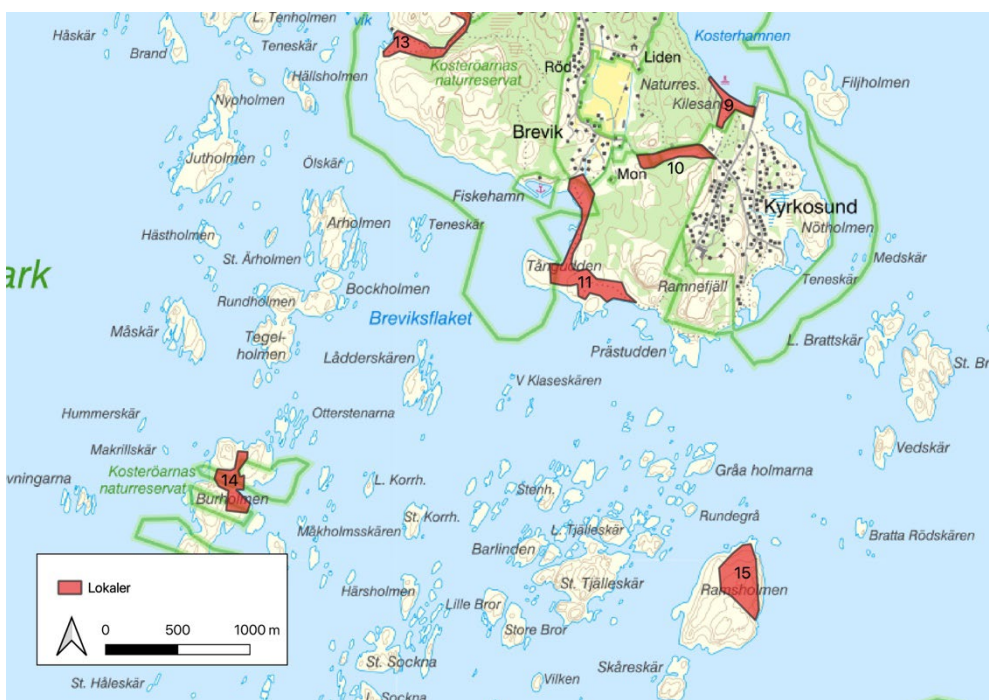 L. Tenholmen
vik
Håskär
Brand
Teneskär
13
Kosteröarnas
naturreservat
Röd
Liden
Kosterhamnen
Hällsholmen
Naturres.
Kilesan
9
Filjholmen
Nypholmen
Brevik
Jutholmen
Ölskär
10
Mon
Fiskehamn
Kyrkosund
Nötholmen
Arholmen
Teneskär
Hästholmen
St. Ärholmen
Tångudden
11
Ramnefjäll
Medskär
Teneskär
ark
Bockholmen
Rundholmen
Breviksflaket
Måskär
Tegel-
holmen
Lådderskären
Prästudden
L. Brattskär
St. Br
V Klaseskären
Hummerskär
Otterstenarna
Makrillskär
Vedskär
Kosteröarnas
naturreservat
14
Burholmen
vningarna
L. Korrh.
Stenh.
Gråa holmarna
St. Korrh.
Rundegrå
Måkholmsskären
L. Tjälleskär
Bratta Rödskären
Barlinden
15
Ramsholmen
St. Tjälleskär
Härsholmen
Lille Bror
Store Bror
St. Sockna
Skåreskär
Vilken
St. Håleskär
L. Sockna
Lokaler
0 500 1000 m